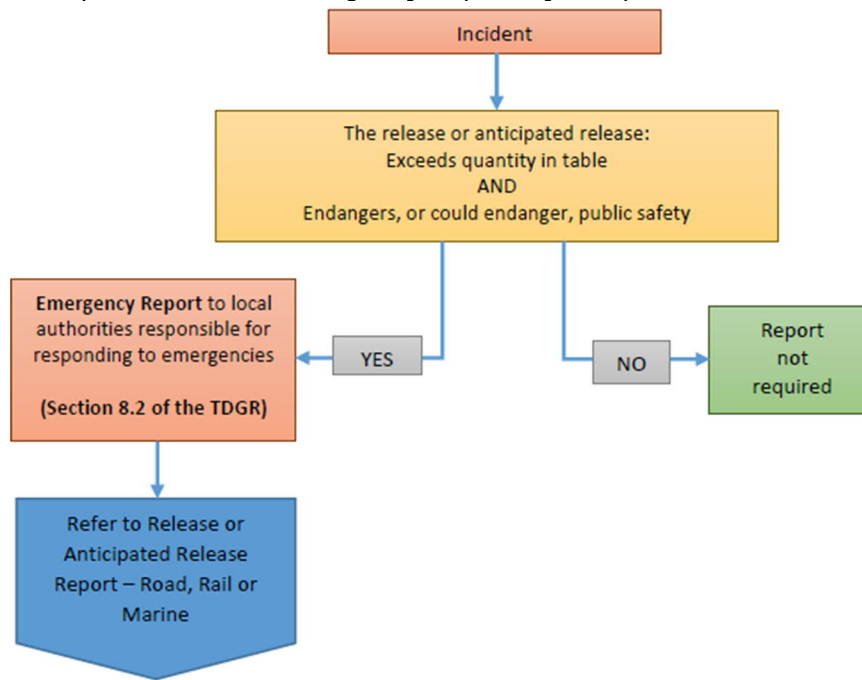 Incident
The release or anticipated release:
Exceeds quantity in table
AND
Endangers, or could endanger, public safety
Emergency Report to local
authorities responsible for
responding to emergencies
(Section 8.2 of the TDGR)
YES
NO
Report
not
required
Refer to Release or
Anticipated Release
Report – Road, Rail or
Marine